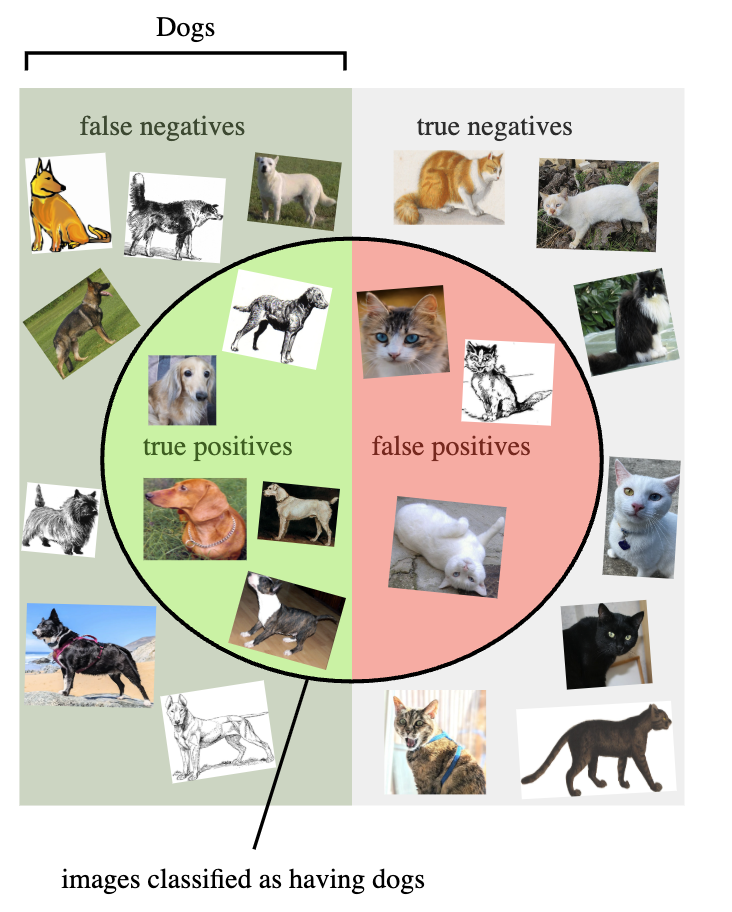 Dogs
false negatives
true negatives
true positives
false positives
images classified as having dogs